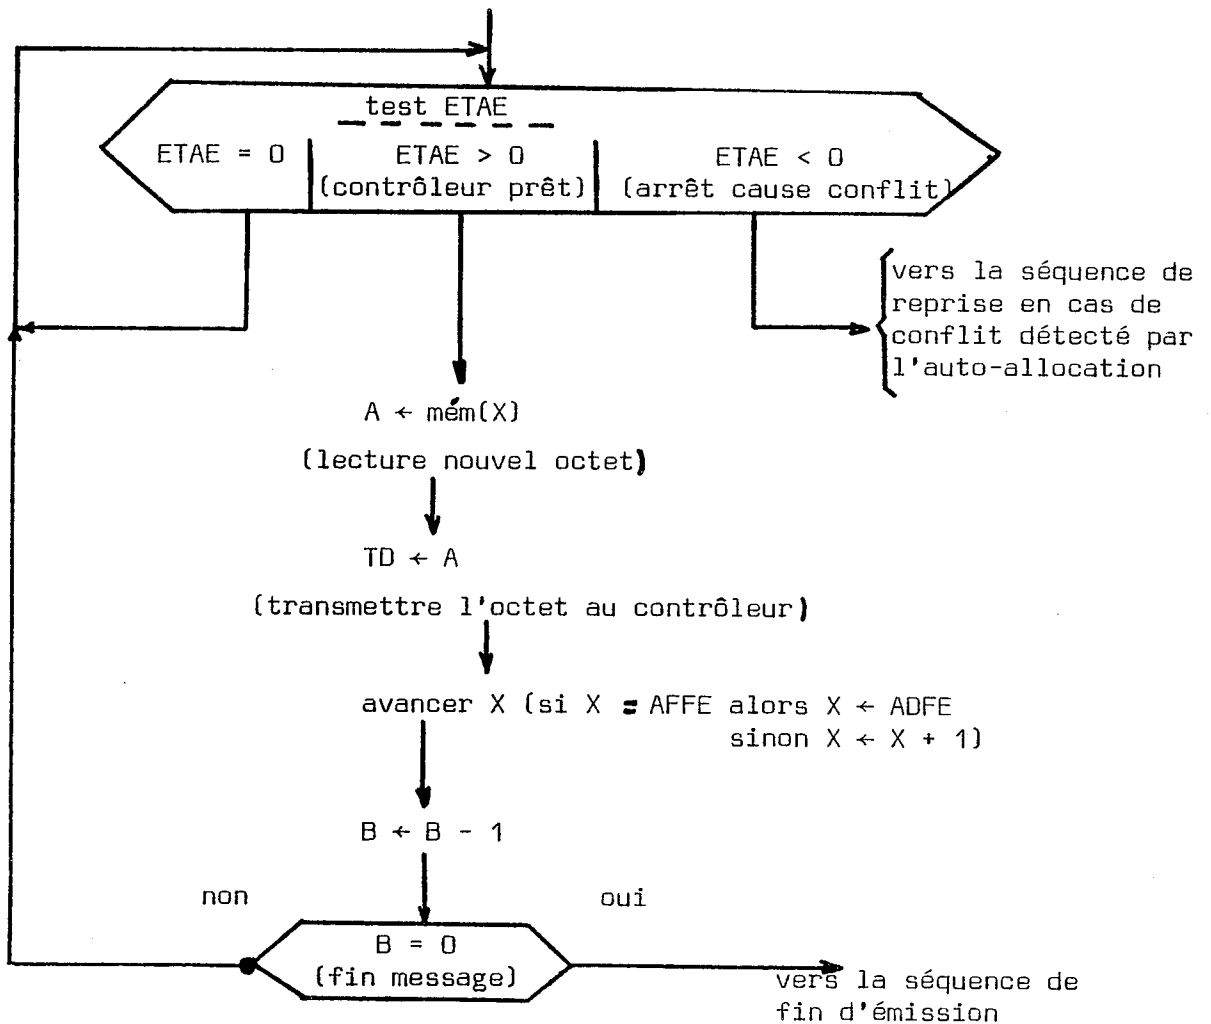 test ETAE
ETAE = 0
ETAE > 0
(contrôleur prêt)
ETAE < 0
(arrêt cause conflit)
vers la séquence de
reprise en cas de
conflit détecté par
l'auto-allocation
A ← mém(X)
(lecture nouvel octet)
TD ← A
(transmettre l'octet au contrôleur)
avancer X (si X = AFFE alors X ← ADFE
sinon X ← X + 1)
B ← B - 1
non
oui
B = 0
(fin message)
vers la séquence de
fin d'émission